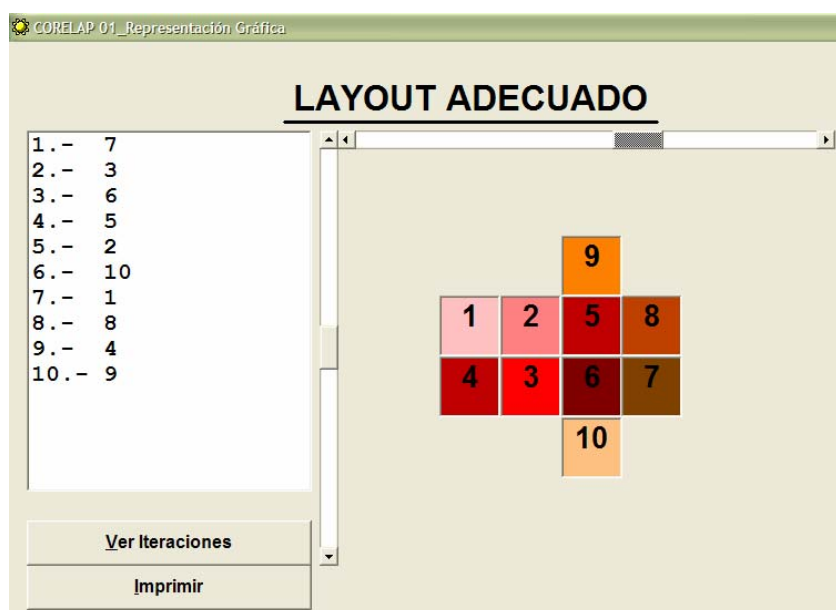 CORELAP 01_Representación Gráfica
LAYOUT ADECUADO
1.- 7
2.- 3
3.- 6
4.- 5
5.- 2
6.- 10
7.- 1
8.- 8
9.- 4
10.- 9
9
1 2 5 8
4 3 6 7
10
Ver Iteraciones
Imprimir